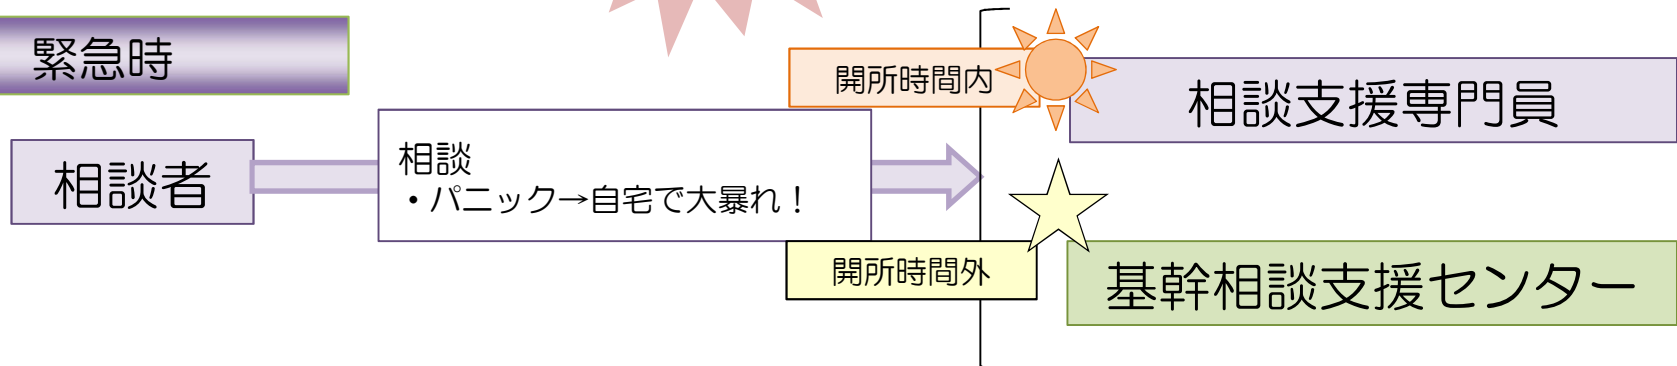 緊急時
相談者
相談
・パニック→自宅で大暴れ！
開所時間内
相談支援専門員
開所時間外
基幹相談支援センター